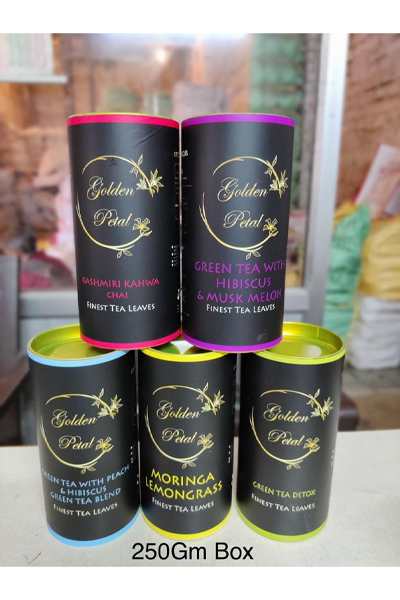 Golden
Petal
KASHMIRI KAHWA
CHAI
FINEST TEA LEAVES
Golden
Petal
GREEN TEA WITH
HIBISCUS
& MUSK MELON
FINEST TEA LEAVES
Golden
Petal
GREEN TEA WITH PEACH
& HIBISCUS
GREEN TEA BLEND
FINEST TEA LEAVES
Golden
Petal
MORINGA
LEMONGRASS
FINEST TEA LEAVES
Golden
Petal
GREEN TEA DETOX
FINEST TEA LEAVES
250Gm Box